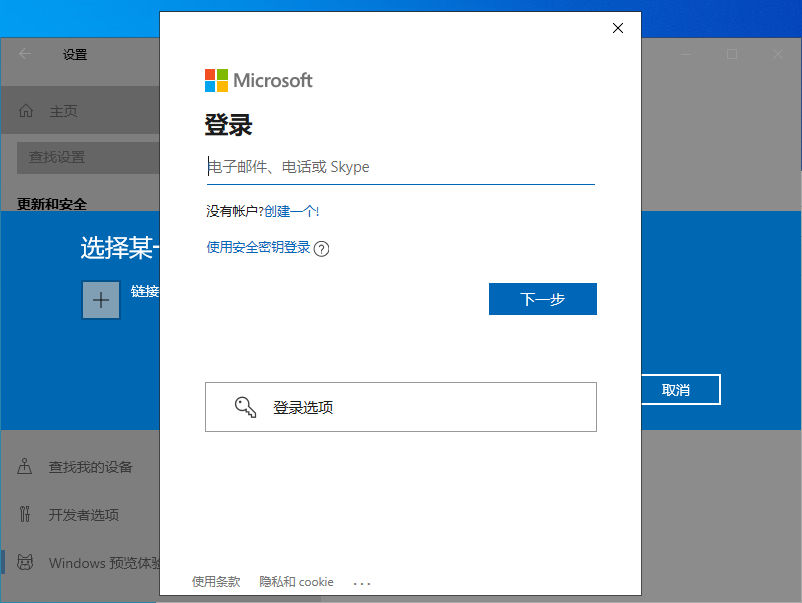 设置
主页
查找设置
更新和安全
选择某一
链接
取消
查找我的设备
开发者选项
Windows 预览体验
Microsoft
登录
电子邮件、电话或 Skype
没有帐户?创建一个!
使用安全密钥登录
下一步
登录选项
使用条款 隐私和 cookie ...